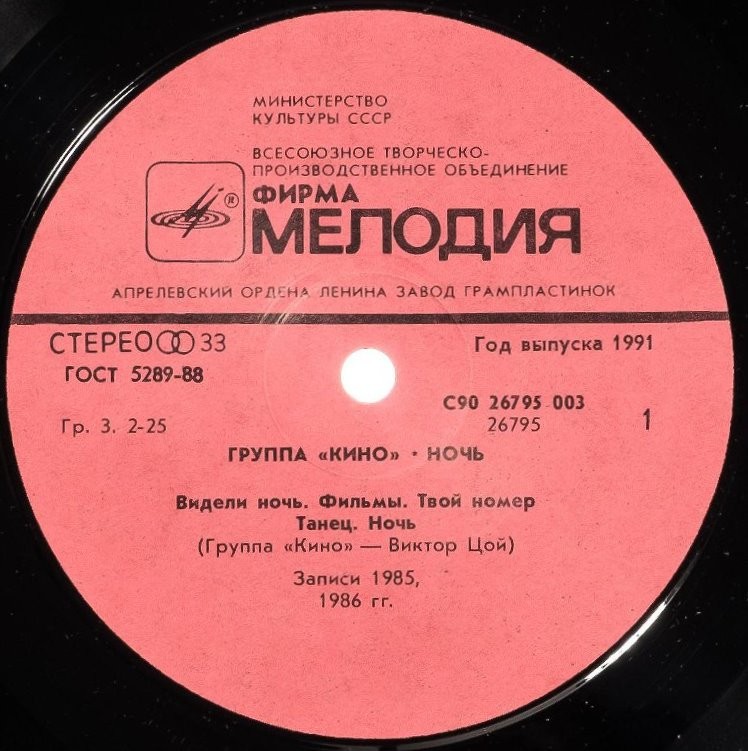 МИНИСТЕРСТВО
КУЛЬТУРЫ СССР
ВСЕСОЮЗНОЕ ТВОРЧЕСКО-
ПРОИЗВОДСТВЕННОЕ ОБЪЕДИНЕНИЕ
®
ФИРМА
МЕЛОДИЯ
АПРЕЛЕВСКИЙ ОРДЕНА ЛЕНИНА ЗАВОД ГРАМПЛАСТИНОК
СТЕРЕО 33
Год выпуска 1991
ГОСТ 5289-88
С90 26795 003
Гр. 3. 2-25
26795
1
ГРУППА «КИНО» · НОЧЬ
Видели ночь. Фильмы. Твой номер
Танец. Ночь
(Группа «Кино» — Виктор Цой)
Записи 1985,
1986 гг.